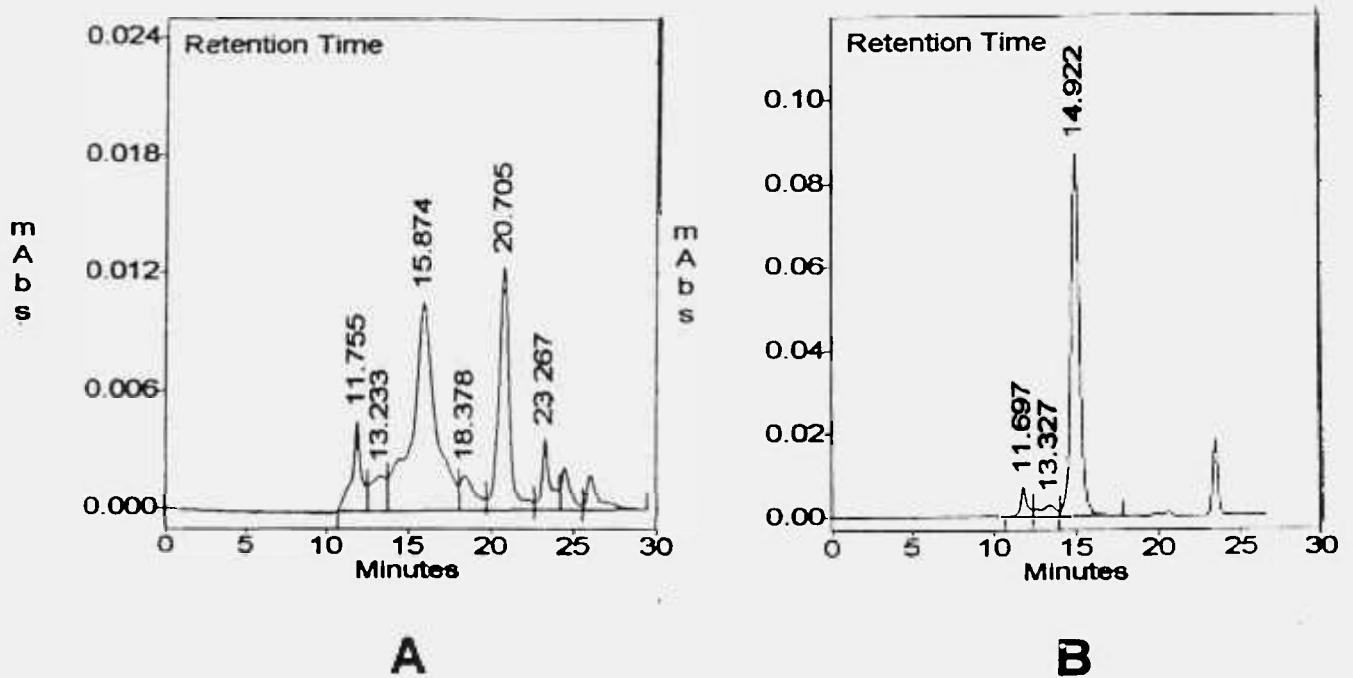 Retention Time
0.024
0.018
0.012
0.006
0.000
m
A
b
s
11.755
13.233
15.874
18.378
20.705
23 267
0 5 10 15 20 25 30
Minutes
A
Retention Time
0.10
0.08
0.06
0.04
0.02
0.00
m
A
b
s
11.697
13.327
14.922
0 5 10 15 20 25 30
Minutes
B